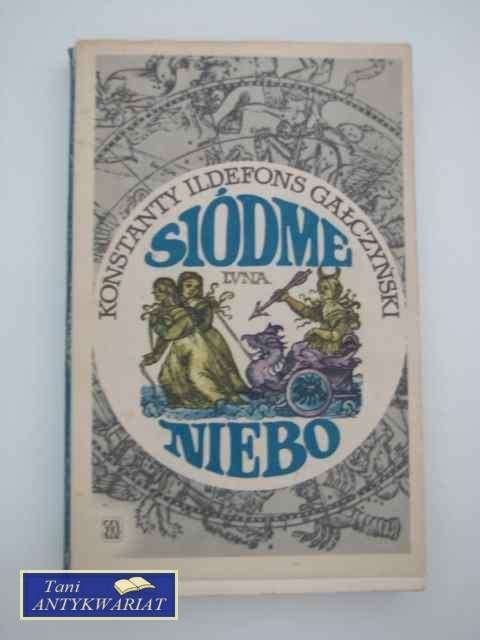 KONSTANTY ILDEFONS GAŁCZYŃSKI
SIÓDME
LVNA
NIEBO
Tani
ANTYKWARIAT